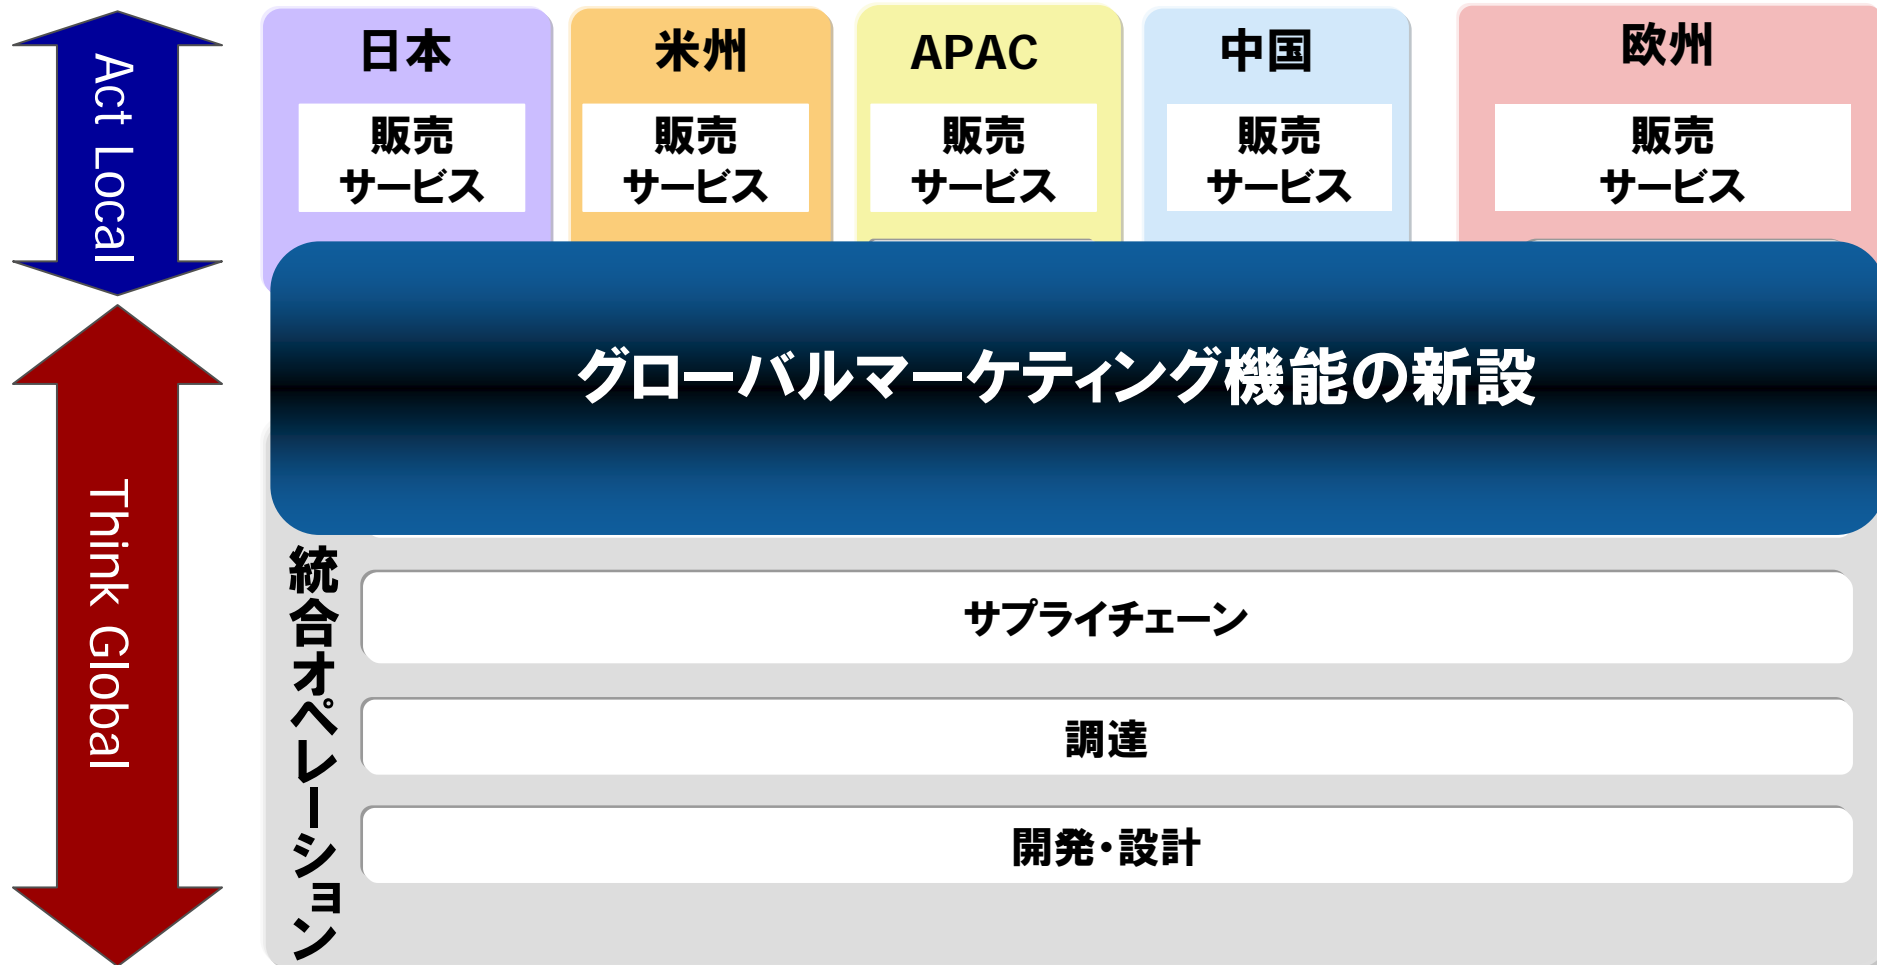 Act Local
日本
販売
サービス
米州
販売
サービス
APAC
販売
サービス
中国
販売
サービス
欧州
販売
サービス
グローバルマーケティング機能の新設
Think Global
統合オペレーション
サプライチェーン
調達
開発・設計